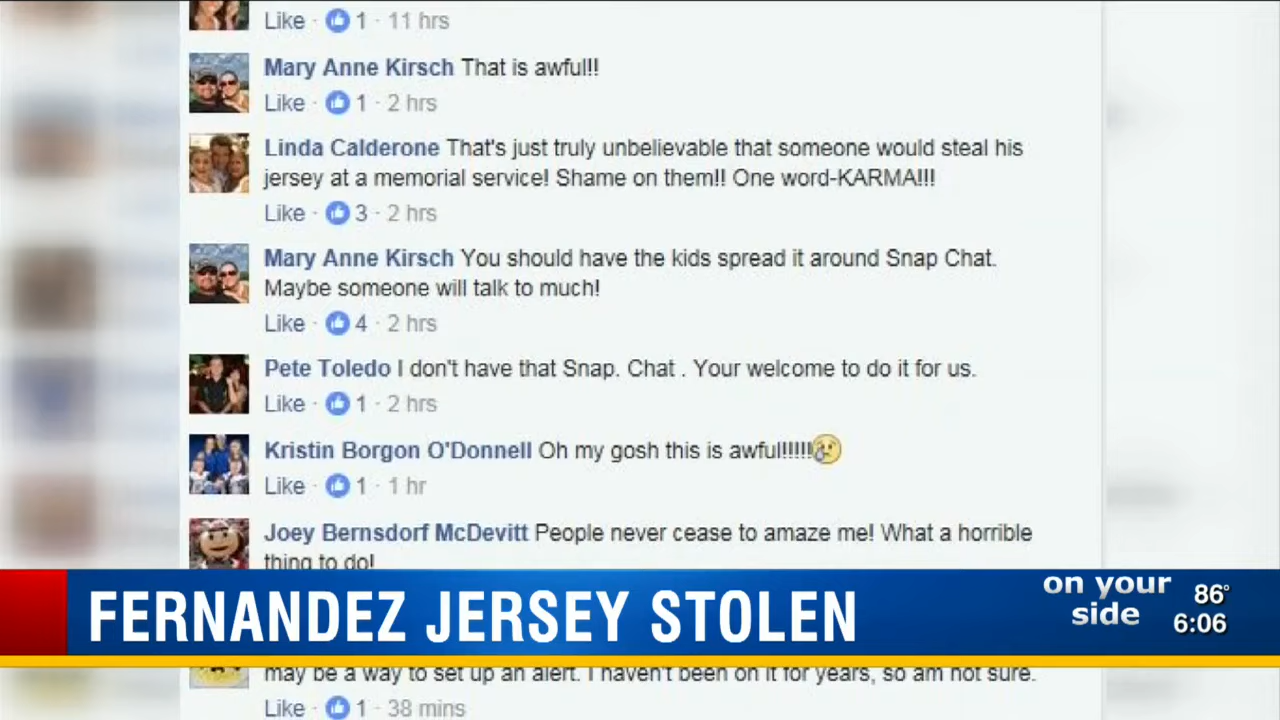 Like · 1 · 11 hrs
Mary Anne Kirsch That is awful!!
Like · 1 · 2 hrs
Linda Calderone That's just truly unbelievable that someone would steal his
jersey at a memorial service! Shame on them!! One word-KARMA!!!
Like · 3 · 2 hrs
Mary Anne Kirsch You should have the kids spread it around Snap Chat.
Maybe someone will talk to much!
Like · 4 · 2 hrs
Pete Toledo I don't have that Snap. Chat . Your welcome to do it for us.
Like · 1 · 2 hrs
Kristin Borgon O'Donnell Oh my gosh this is awful!!!!!
Like · 1 · 1 hr
Joey Bernsdorf McDevitt People never cease to amaze me! What a horrible
thing to do!
FERNANDEZ JERSEY STOLEN
on your
side
86°
6:06
may be a way to set up an alert. I haven't been on it for years, so am not sure.
Like · 1 · 38 mins